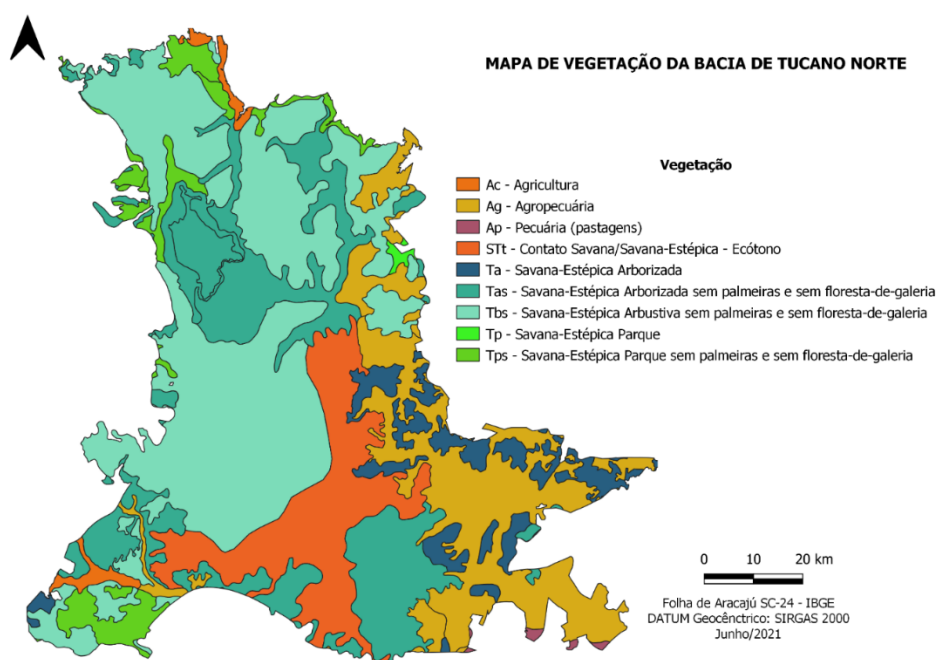 MAPA DE VEGETAÇÃO DA BACIA DE TUCANO NORTE
Vegetação
Ac - Agricultura
Ag - Agropecuária
Ap - Pecuária (pastagens)
STt - Contato Savana/Savana-Estépica - Ecótono
Ta - Savana-Estépica Arborizada
Tas - Savana-Estépica Arborizada sem palmeiras e sem floresta-de-galeria
Tbs - Savana-Estépica Arbustiva sem palmeiras e sem floresta-de-galeria
Tp - Savana-Estépica Parque
Tps - Savana-Estépica Parque sem palmeiras e sem floresta-de-galeria
0 10 20 km
Folha de Aracajú SC-24 - IBGE
DATUM Geocênctrico: SIRGAS 2000
Junho/2021